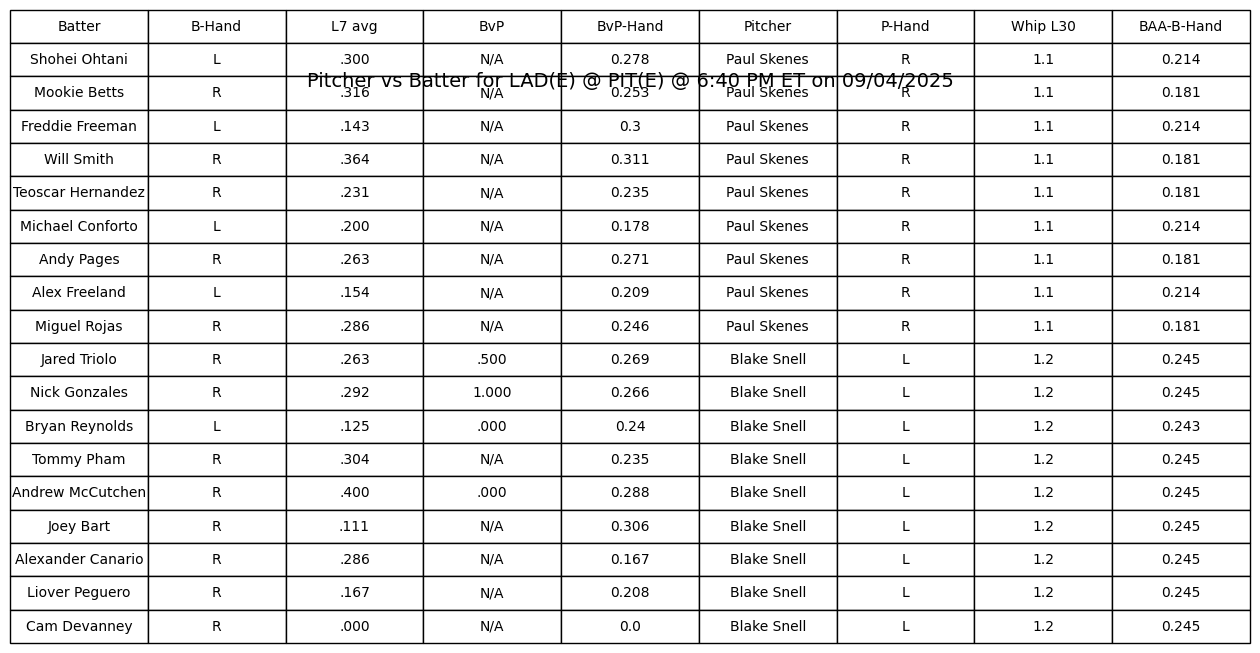 Batter B-Hand L7 avg BvP BvP-Hand Pitcher P-Hand Whip L30 BAA-B-Hand
Shohei Ohtani L .300 N/A 0.278 Paul Skenes R 1.1 0.214
Pitcher vs Batter for LAD(E) @ PIT(E) @ 6:40 PM ET on 09/04/2025
Mookie Betts R .316 N/A 0.253 Paul Skenes R 1.1 0.181
Freddie Freeman L .143 N/A 0.3 Paul Skenes R 1.1 0.214
Will Smith R .364 N/A 0.311 Paul Skenes R 1.1 0.181
Teoscar Hernandez R .231 N/A 0.235 Paul Skenes R 1.1 0.181
Michael Conforto L .200 N/A 0.178 Paul Skenes R 1.1 0.214
Andy Pages R .263 N/A 0.271 Paul Skenes R 1.1 0.181
Alex Freeland L .154 N/A 0.209 Paul Skenes R 1.1 0.214
Miguel Rojas R .286 N/A 0.246 Paul Skenes R 1.1 0.181
Jared Triolo R .263 .500 0.269 Blake Snell L 1.2 0.245
Nick Gonzales R .292 1.000 0.266 Blake Snell L 1.2 0.245
Bryan Reynolds L .125 .000 0.24 Blake Snell L 1.2 0.243
Tommy Pham R .304 N/A 0.235 Blake Snell L 1.2 0.245
Andrew McCutchen R .400 .000 0.288 Blake Snell L 1.2 0.245
Joey Bart R .111 N/A 0.306 Blake Snell L 1.2 0.245
Alexander Canario R .286 N/A 0.167 Blake Snell L 1.2 0.245
Liover Peguero R .167 N/A 0.208 Blake Snell L 1.2 0.245
Cam Devanney R .000 N/A 0.0 Blake Snell L 1.2 0.245